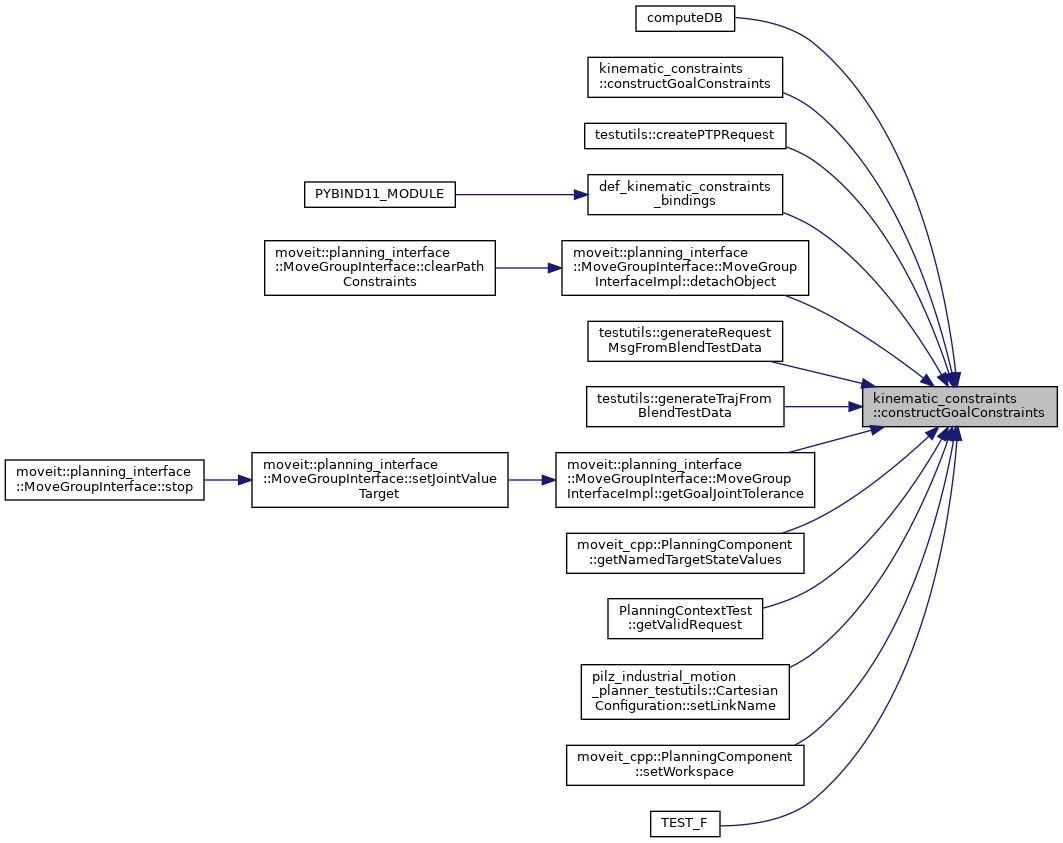 computeDB
kinematic_constraints
::constructGoalConstraints
testutils::createPTPRequest
PYBIND11_MODULE
def_kinematic_constraints
_bindings
moveit::planning_interface
::MoveGroupInterface::clearPath
Constraints
moveit::planning_interface
::MoveGroupInterface::MoveGroup
InterfaceImpl::detachObject
testutils::generateRequest
MsgFromBlendTestData
testutils::generateTrajFrom
BlendTestData
kinematic_constraints
::constructGoalConstraints
moveit::planning_interface
::MoveGroupInterface::stop
moveit::planning_interface
::MoveGroupInterface::setJointValue
Target
moveit::planning_interface
::MoveGroupInterface::MoveGroup
InterfaceImpl::getGoalJointTolerance
moveit_cpp::PlanningComponent
::getNamedTargetStateValues
PlanningContextTest
::getValidRequest
pilz_industrial_motion
_planner_testutils::Cartesian
Configuration::setLinkName
moveit_cpp::PlanningComponent
::setWorkspace
TEST_F